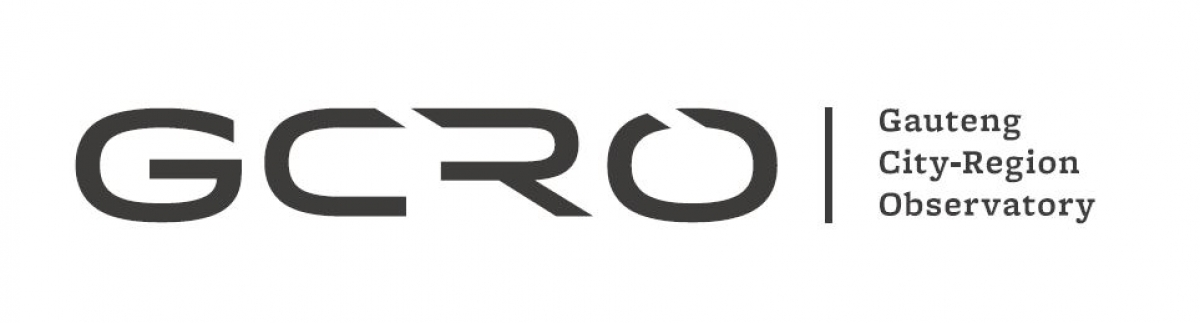 GCRO
Gauteng
City-Region
Observatory